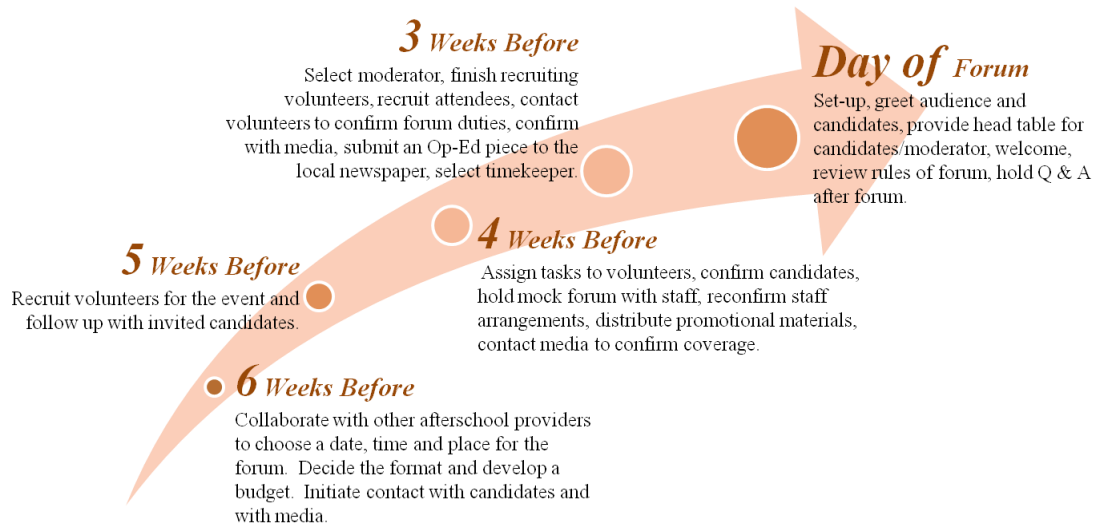 3 Weeks Before
Select moderator, finish recruiting
volunteers, recruit attendees, contact
volunteers to confirm forum duties, confirm
with media, submit an Op-Ed piece to the
local newspaper, select timekeeper.
Day of Forum
Set-up, greet audience and
candidates, provide head table for
candidates/moderator, welcome,
review rules of forum, hold Q & A
after forum.
5 Weeks Before
Recruit volunteers for the event and
follow up with invited candidates.
4 Weeks Before
Assign tasks to volunteers, confirm candidates,
hold mock forum with staff, reconfirm staff
arrangements, distribute promotional materials,
contact media to confirm coverage.
6 Weeks Before
Collaborate with other afterschool providers
to choose a date, time and place for the
forum.  Decide the format and develop a
budget.  Initiate contact with candidates and
with media.